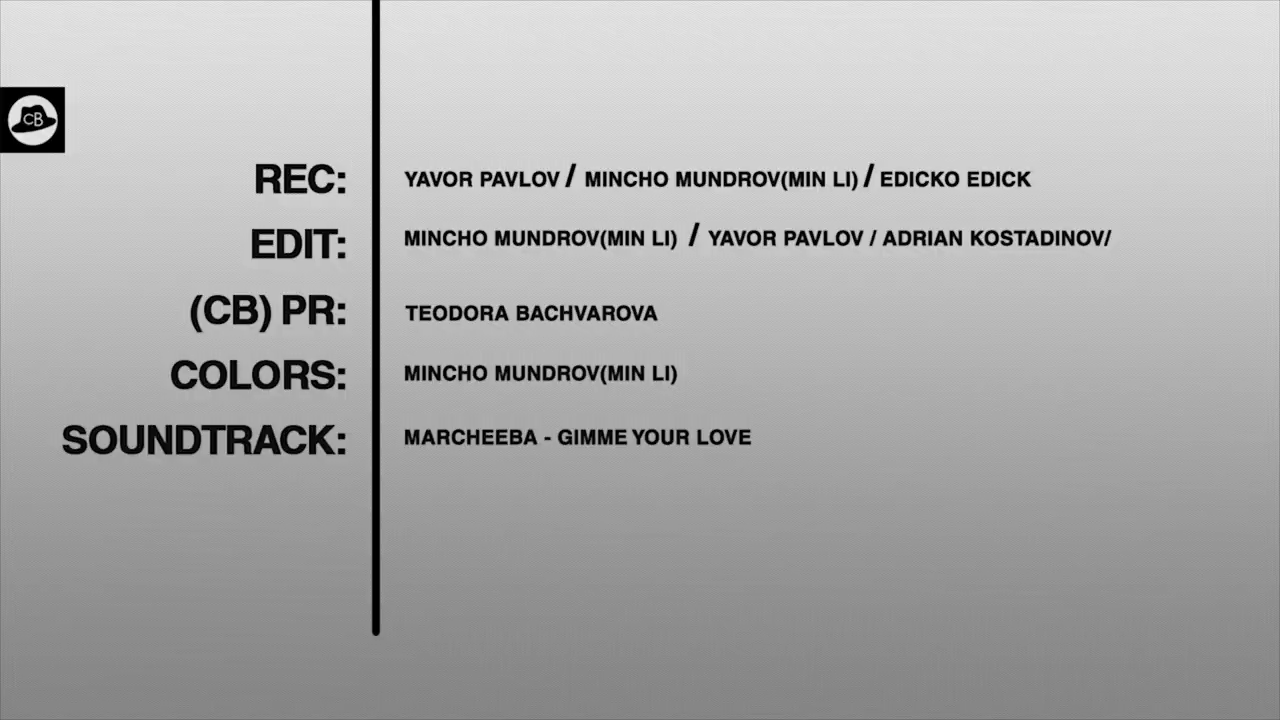 CB
REC: YAVOR PAVLOV / MINCHO MUNDROV(MIN LI) / EDICKO EDICK
EDIT: MINCHO MUNDROV(MIN LI) / YAVOR PAVLOV / ADRIAN KOSTADINOV/
(CB) PR: TEODORA BACHVAROVA
COLORS: MINCHO MUNDROV(MIN LI)
SOUNDTRACK: MARCHEEBA - GIMME YOUR LOVE